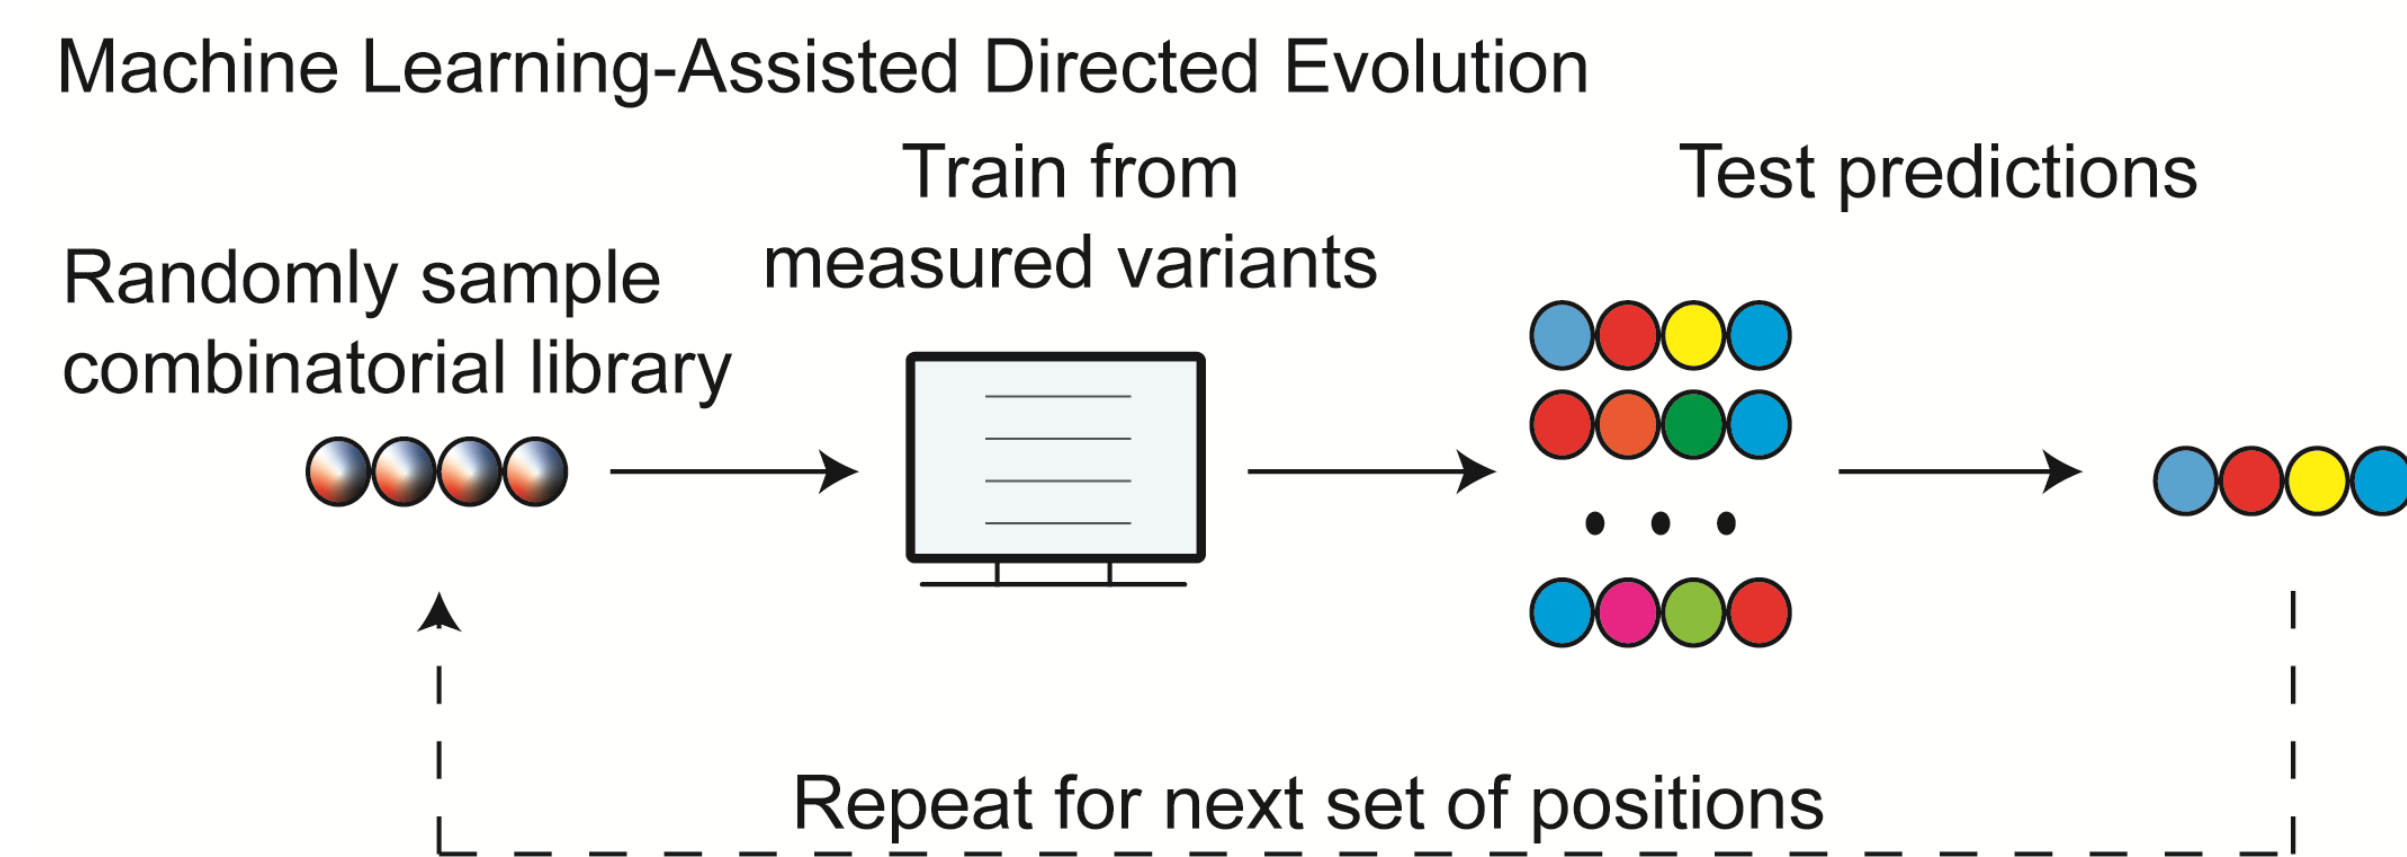 Machine Learning-Assisted Directed Evolution
Randomly sample
combinatorial library
Train from
measured variants
Test predictions
Repeat for next set of positions